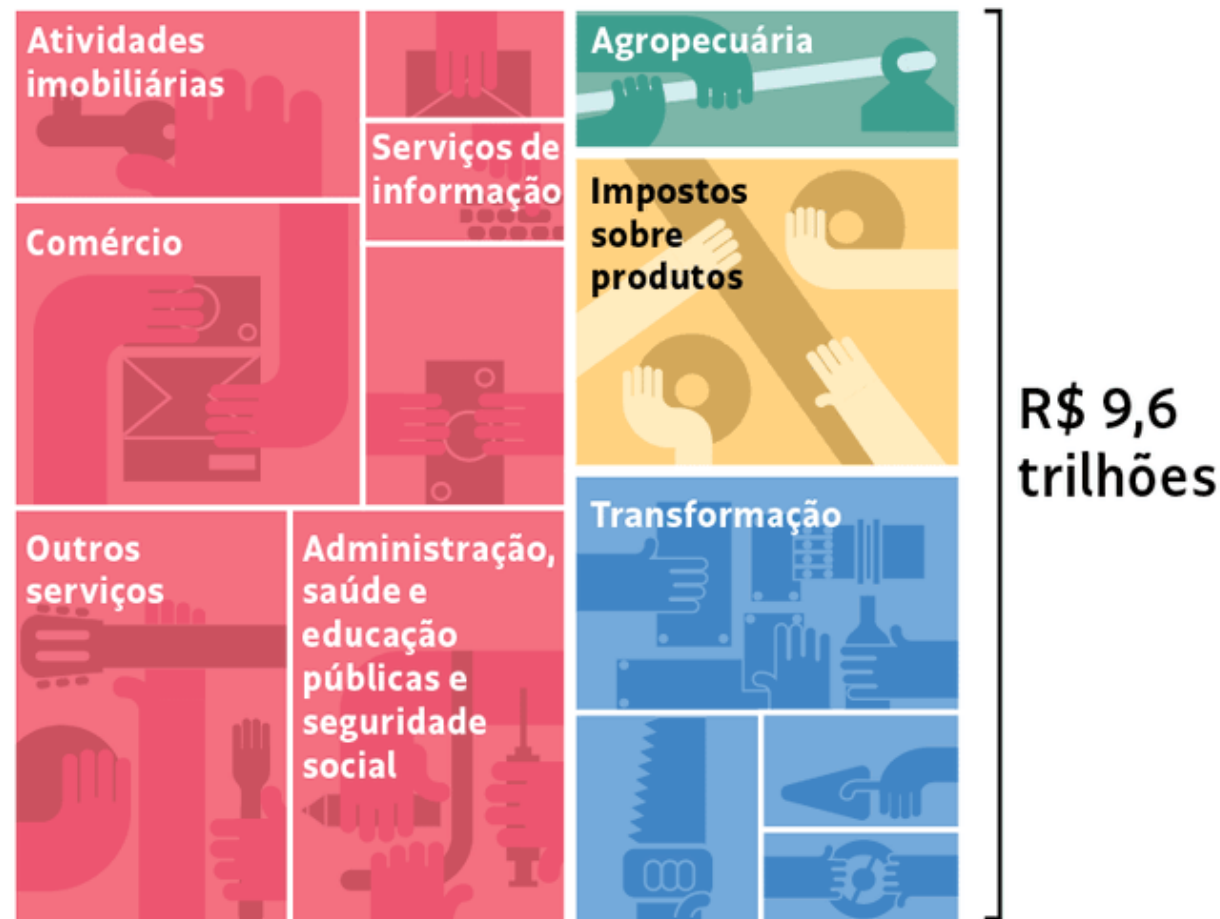 Atividades
imobiliárias
Serviços de
informação
Comércio
Outros
serviços
Administração,
saúde e
educação
públicas e
seguridade
social
Agropecuária
Impostos
sobre
produtos
Transformação
R$ 9,6
trilhões